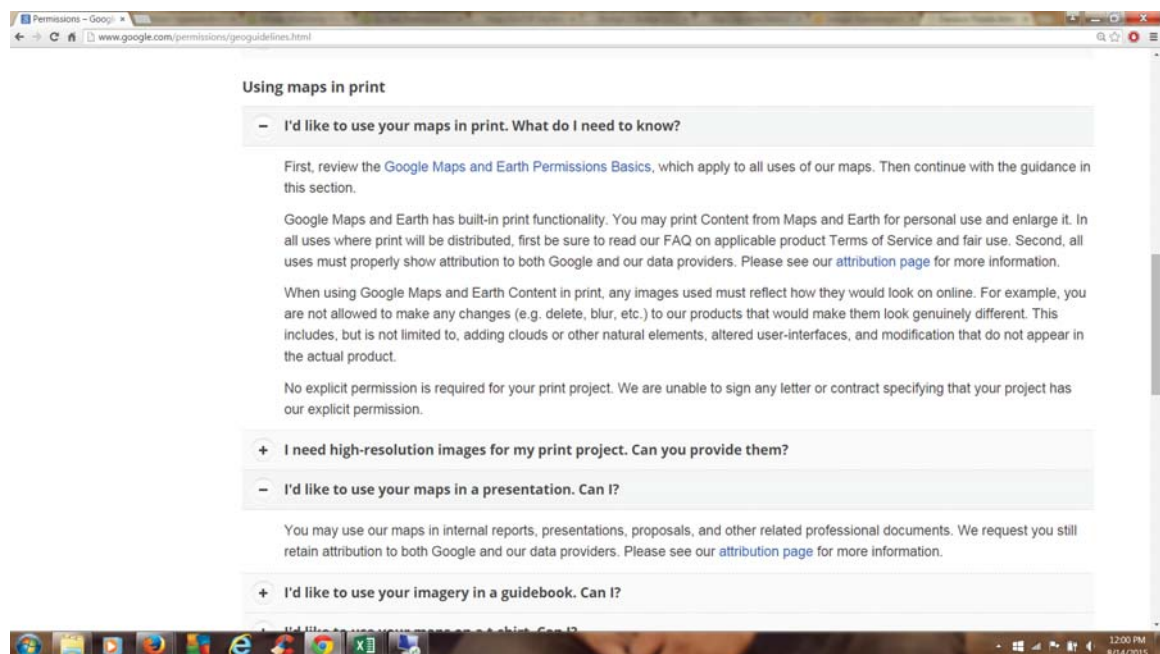 Permissions – Googl ×
www.google.com/permissions/geoguidelines.html
Using maps in print
I'd like to use your maps in print. What do I need to know?
First, review the Google Maps and Earth Permissions Basics, which apply to all uses of our maps. Then continue with the guidance in
this section.
Google Maps and Earth has built-in print functionality. You may print Content from Maps and Earth for personal use and enlarge it. In
all uses where print will be distributed, first be sure to read our FAQ on applicable product Terms of Service and fair use. Second, all
uses must properly show attribution to both Google and our data providers. Please see our attribution page for more information.
When using Google Maps and Earth Content in print, any images used must reflect how they would look on online. For example, you
are not allowed to make any changes (e.g. delete, blur, etc.) to our products that would make them look genuinely different. This
includes, but is not limited to, adding clouds or other natural elements, altered user-interfaces, and modification that do not appear in
the actual product.
No explicit permission is required for your print project. We are unable to sign any letter or contract specifying that your project has
our explicit permission.
I need high-resolution images for my print project. Can you provide them?
I'd like to use your maps in a presentation. Can I?
You may use our maps in internal reports, presentations, proposals, and other related professional documents. We request you still
retain attribution to both Google and our data providers. Please see our attribution page for more information.
I'd like to use your imagery in a guidebook. Can I?
I'd like to use your maps on a t-shirt. Can I?
12:00 PM
8/14/2015